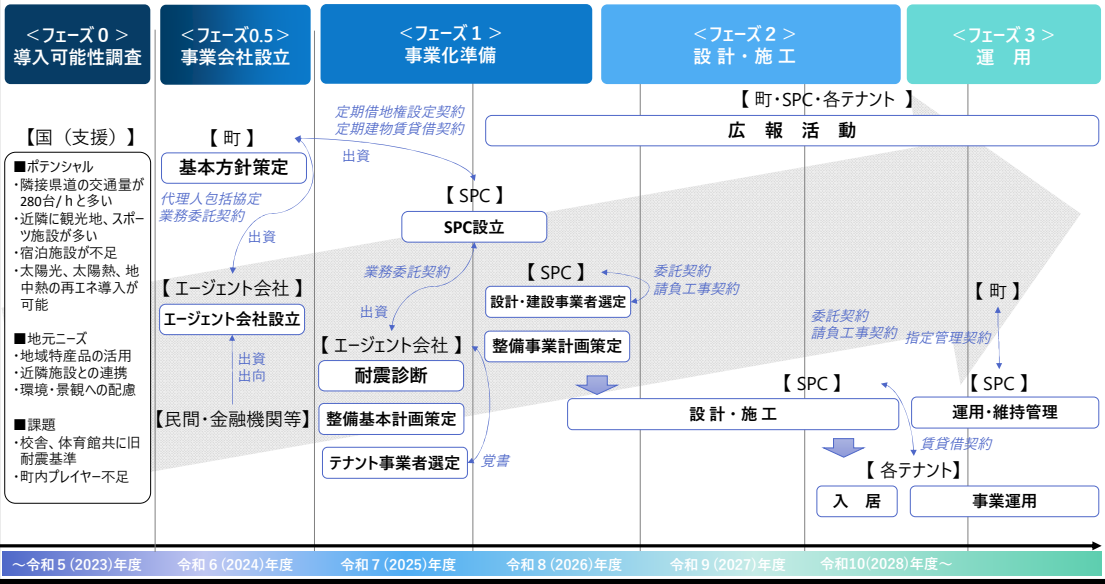 ＜フェーズ０＞
導入可能性調査
＜フェーズ0.5＞
事業会社設立
＜フェーズ１＞
事業化準備
＜フェーズ２＞
設計・施工
＜フェーズ３＞
運　用
【国（支援）】
■ポテンシャル
・隣接県道の交通量が
280台/ｈと多い
・近隣に観光地、スポー
ツ施設が多い
・宿泊施設が不足
・太陽光、太陽熱、地
中熱の再エネ導入が
可能
■地元ニーズ
・地域特産品の活用
・近隣施設との連携
・環境・景観への配慮
■課題
・校舎、体育館共に旧
耐震基準
・町内プレイヤー不足
【 町 】
基本方針策定
代理人包括協定
業務委託契約
出資
【 エージェント会社 】
エージェント会社設立
出資
出向
【民間・金融機関等】
定期借地権設定契約
定期建物賃貸借契約
出資
【 SPC 】
SPC設立
業務委託契約
出資
【 エージェント会社 】
耐震診断
整備基本計画策定
テナント事業者選定
覚書
【 町・SPC・各テナント 】
広　報　活　動
【 SPC 】
設計・建設事業者選定
委託契約
請負工事契約
整備事業計画策定
【 SPC 】
設計・施工
委託契約
請負工事契約
【 町 】
指定管理契約
【 SPC 】
運用・維持管理
賃貸借契約
【 各テナント】
入　居
事業運用
～令和５(2023)年度
令和６(2024)年度
令和７(2025)年度
令和８(2026)年度
令和９(2027)年度
令和10(2028)年度～